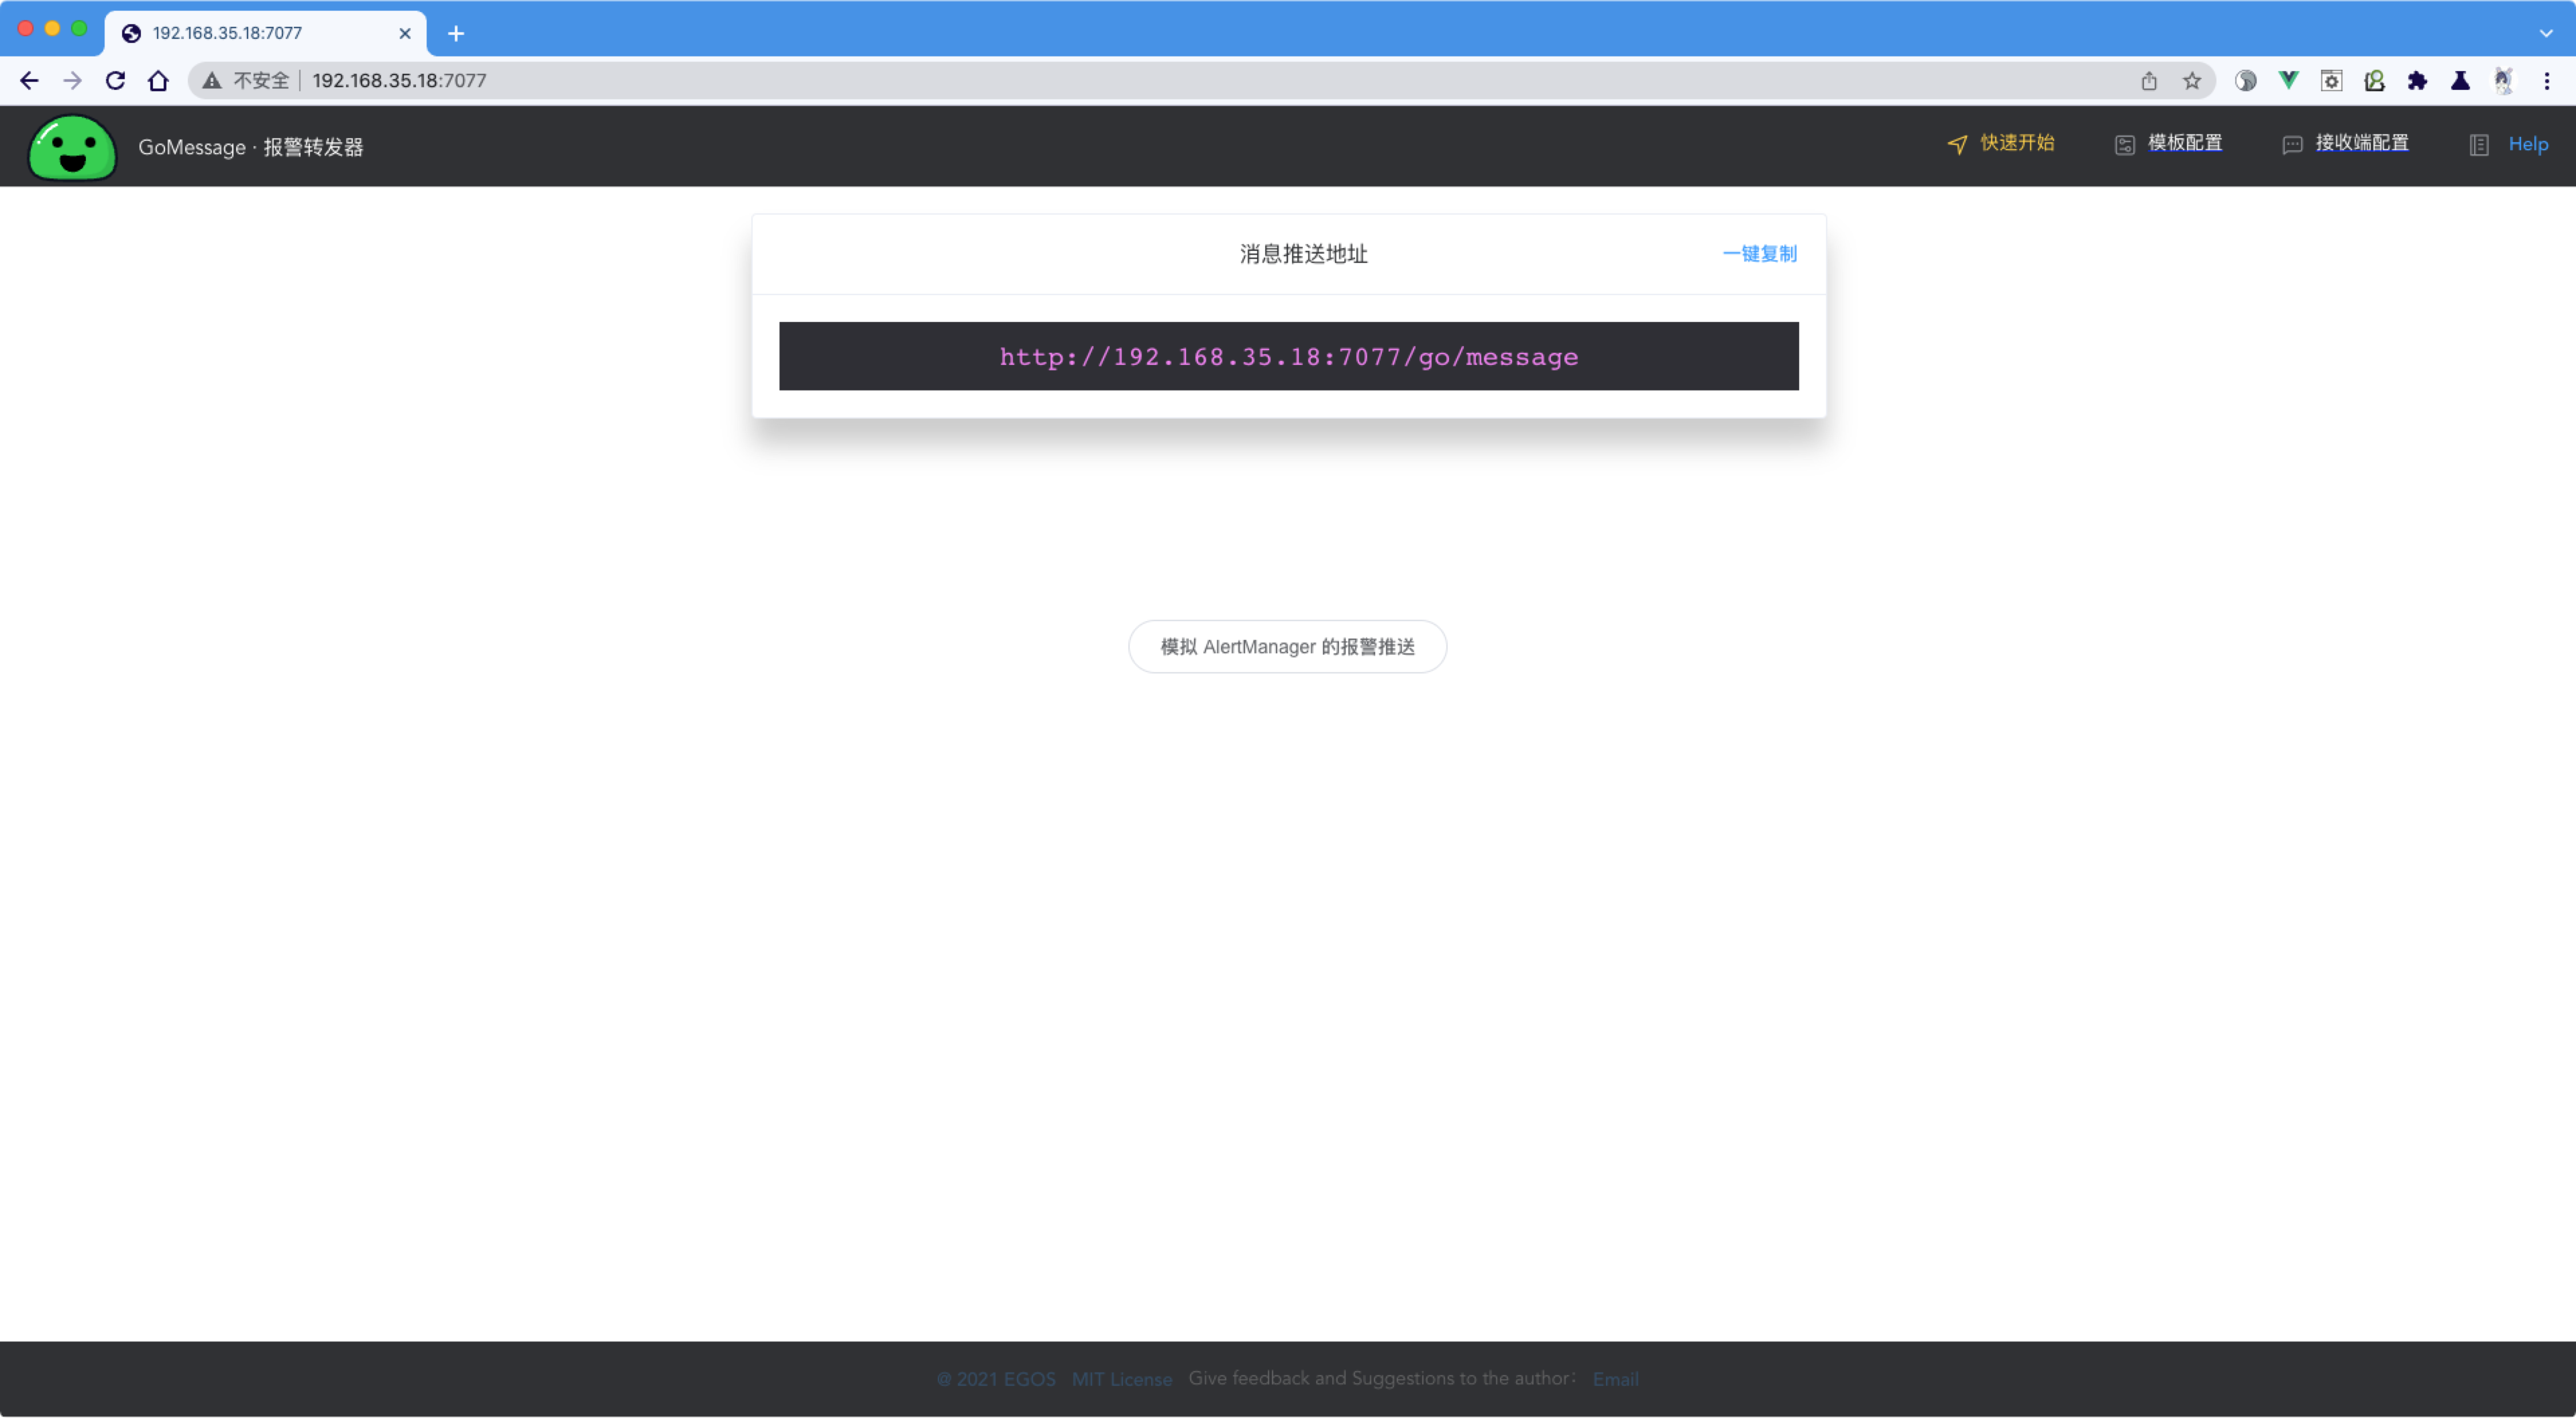 192.168.35.18:7077
不安全 192.168.35.18:7077
GoMessage · 报警转发器 快速开始 模板配置 接收端配置 Help
消息推送地址 一键复制
http://192.168.35.18:7077/go/message
模拟 AlertManager 的报警推送
@ 2021 EGOS MIT License Give feedback and Suggestions to the author： Email